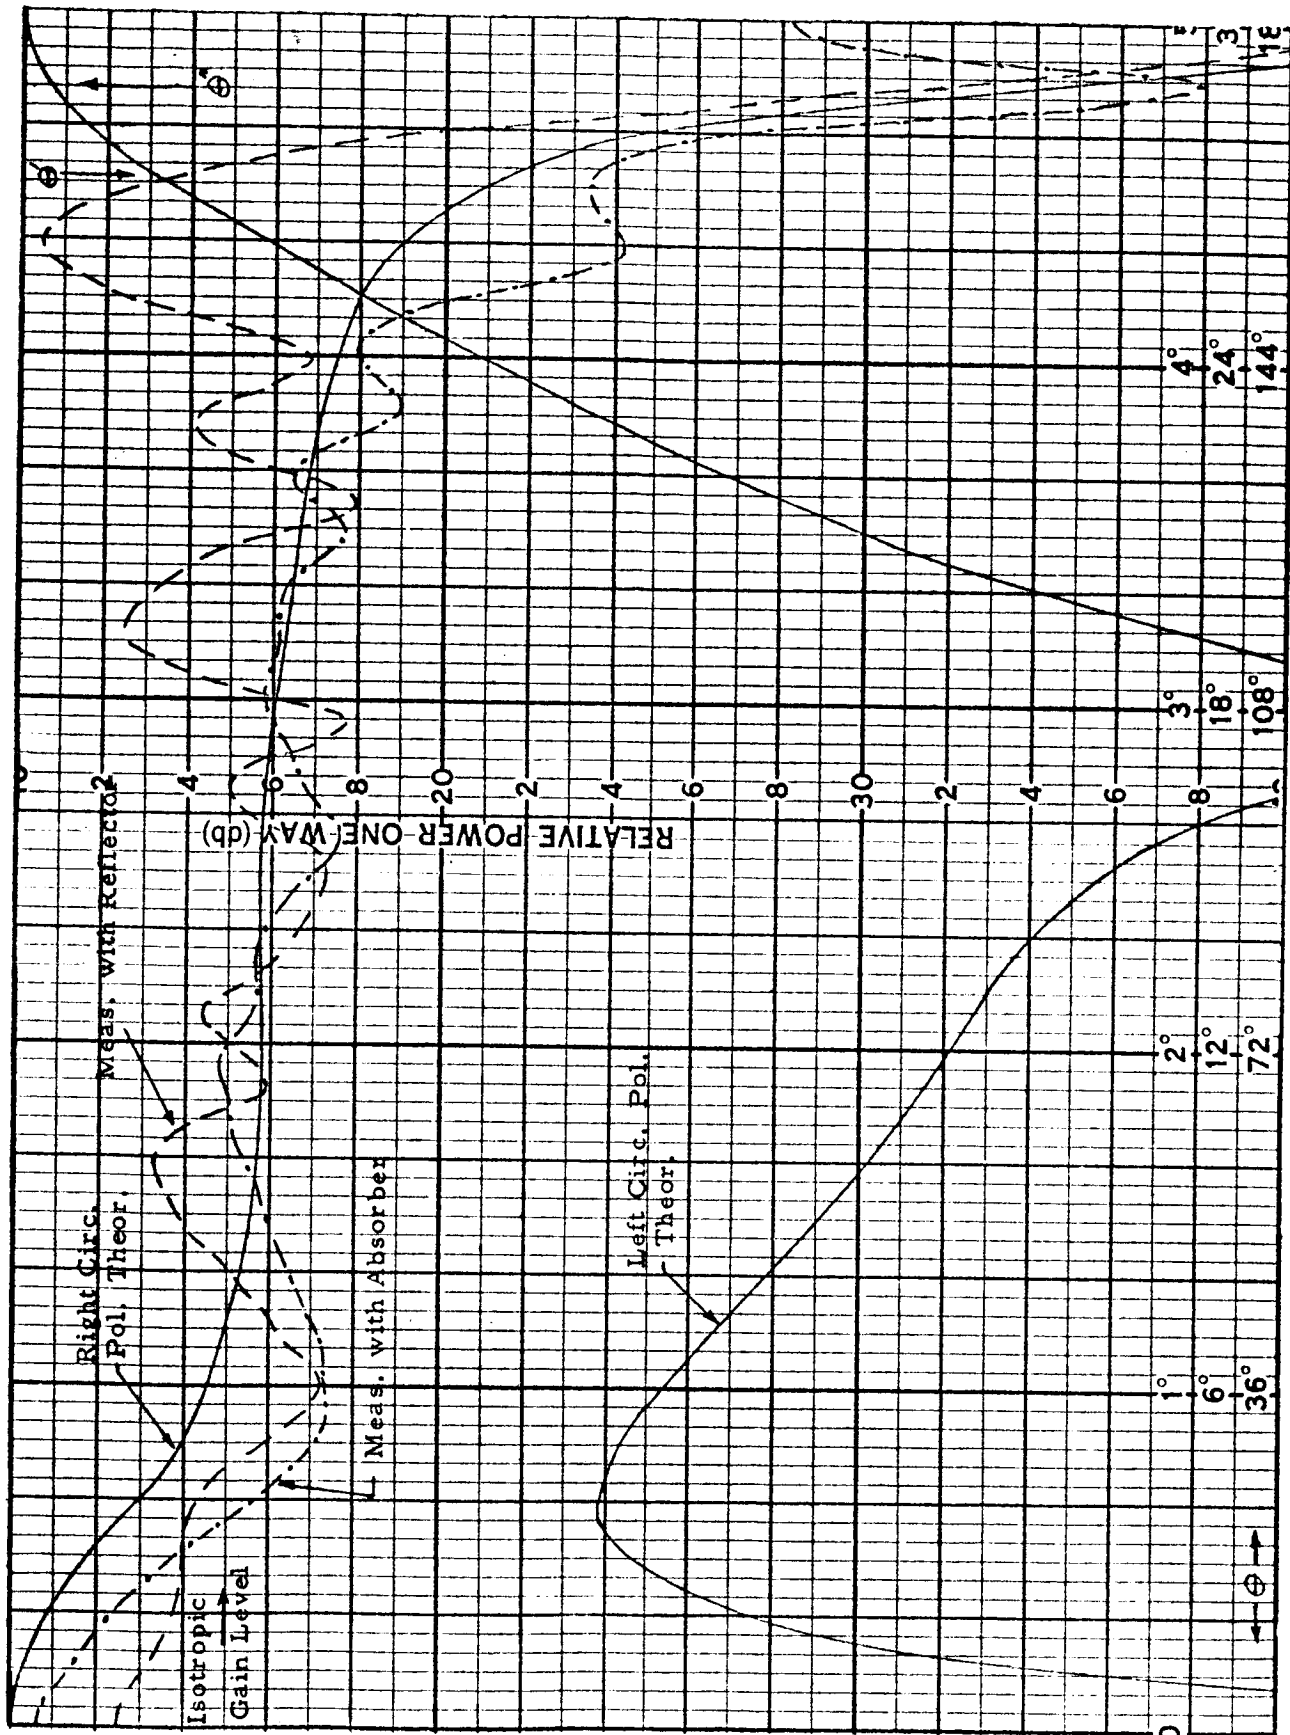 Right Circ.
Pol. Theor.
Meas. with Reflector
Meas. with Absorber
Isotropic
Gain Level
Left Circ. Pol.
Theor.
θ
θ
RELATIVE POWER ONE WAY (db)
2
4
6
8
20
2
4
6
8
30
2
4
6
8
1° 2° 3° 4°
6° 12° 18° 24° 3
36° 72° 108° 144° 18
← θ →